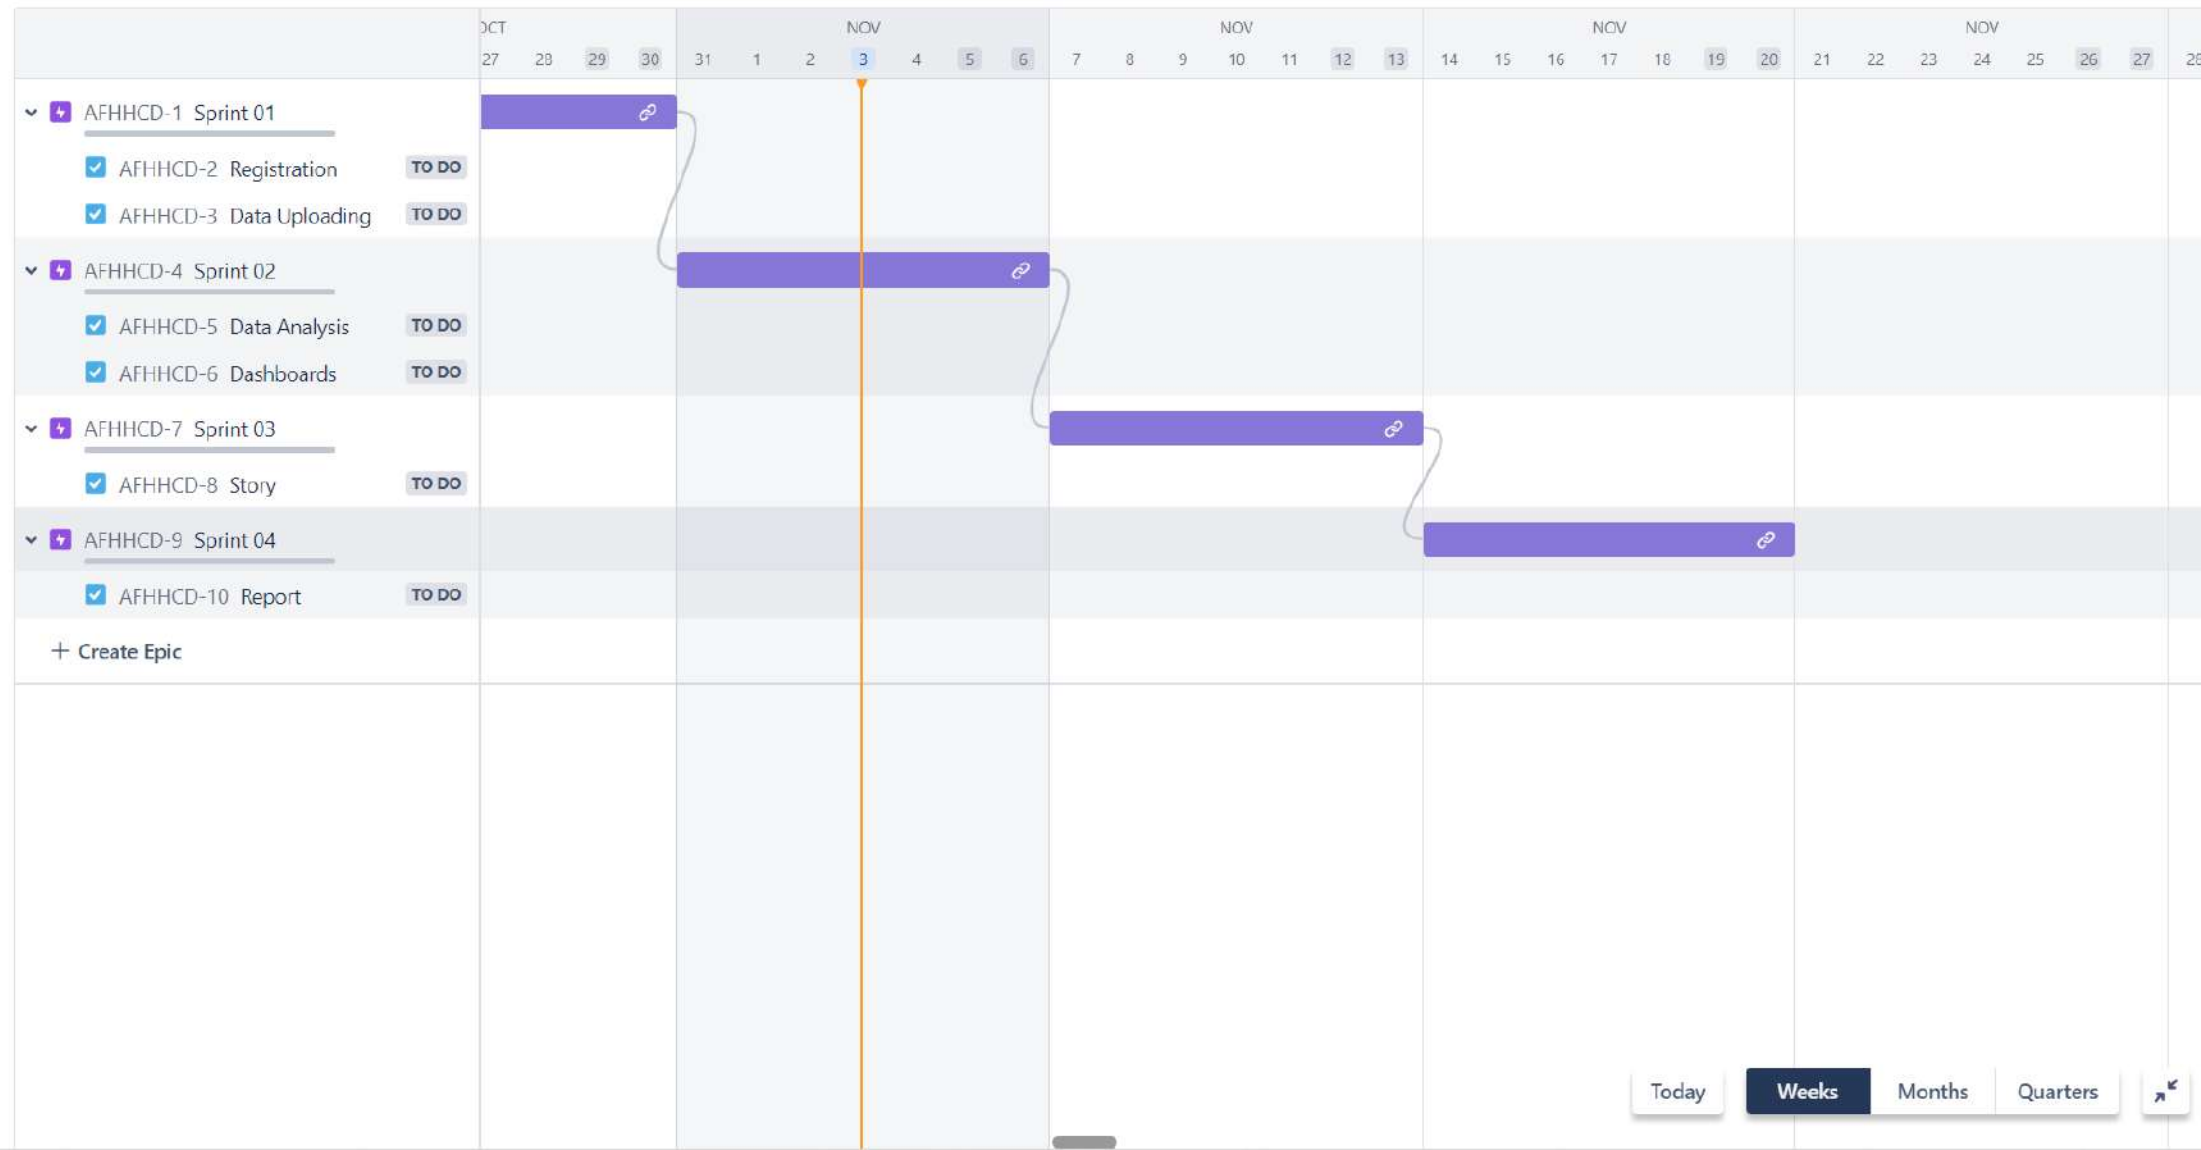 OCT NOV NOV NOV NOV
27 28 29 30 31 1 2 3 4 5 6 7 8 9 10 11 12 13 14 15 16 17 18 19 20 21 22 23 24 25 26 27 28
AFHHCD-1 Sprint 01
AFHHCD-2 Registration TO DO
AFHHCD-3 Data Uploading TO DO
AFHHCD-4 Sprint 02
AFHHCD-5 Data Analysis TO DO
AFHHCD-6 Dashboards TO DO
AFHHCD-7 Sprint 03
AFHHCD-8 Story TO DO
AFHHCD-9 Sprint 04
AFHHCD-10 Report TO DO
+ Create Epic
Today Weeks Months Quarters